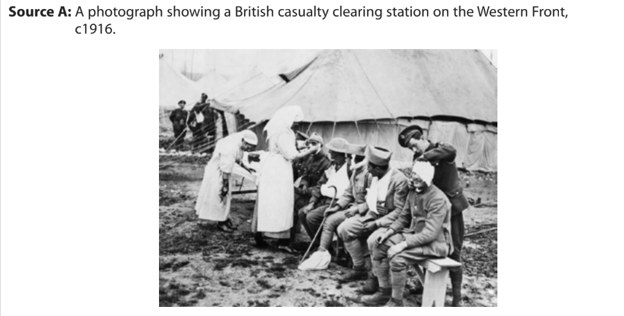 Source A: A photograph showing a British casualty clearing station on the Western Front,
c1916.